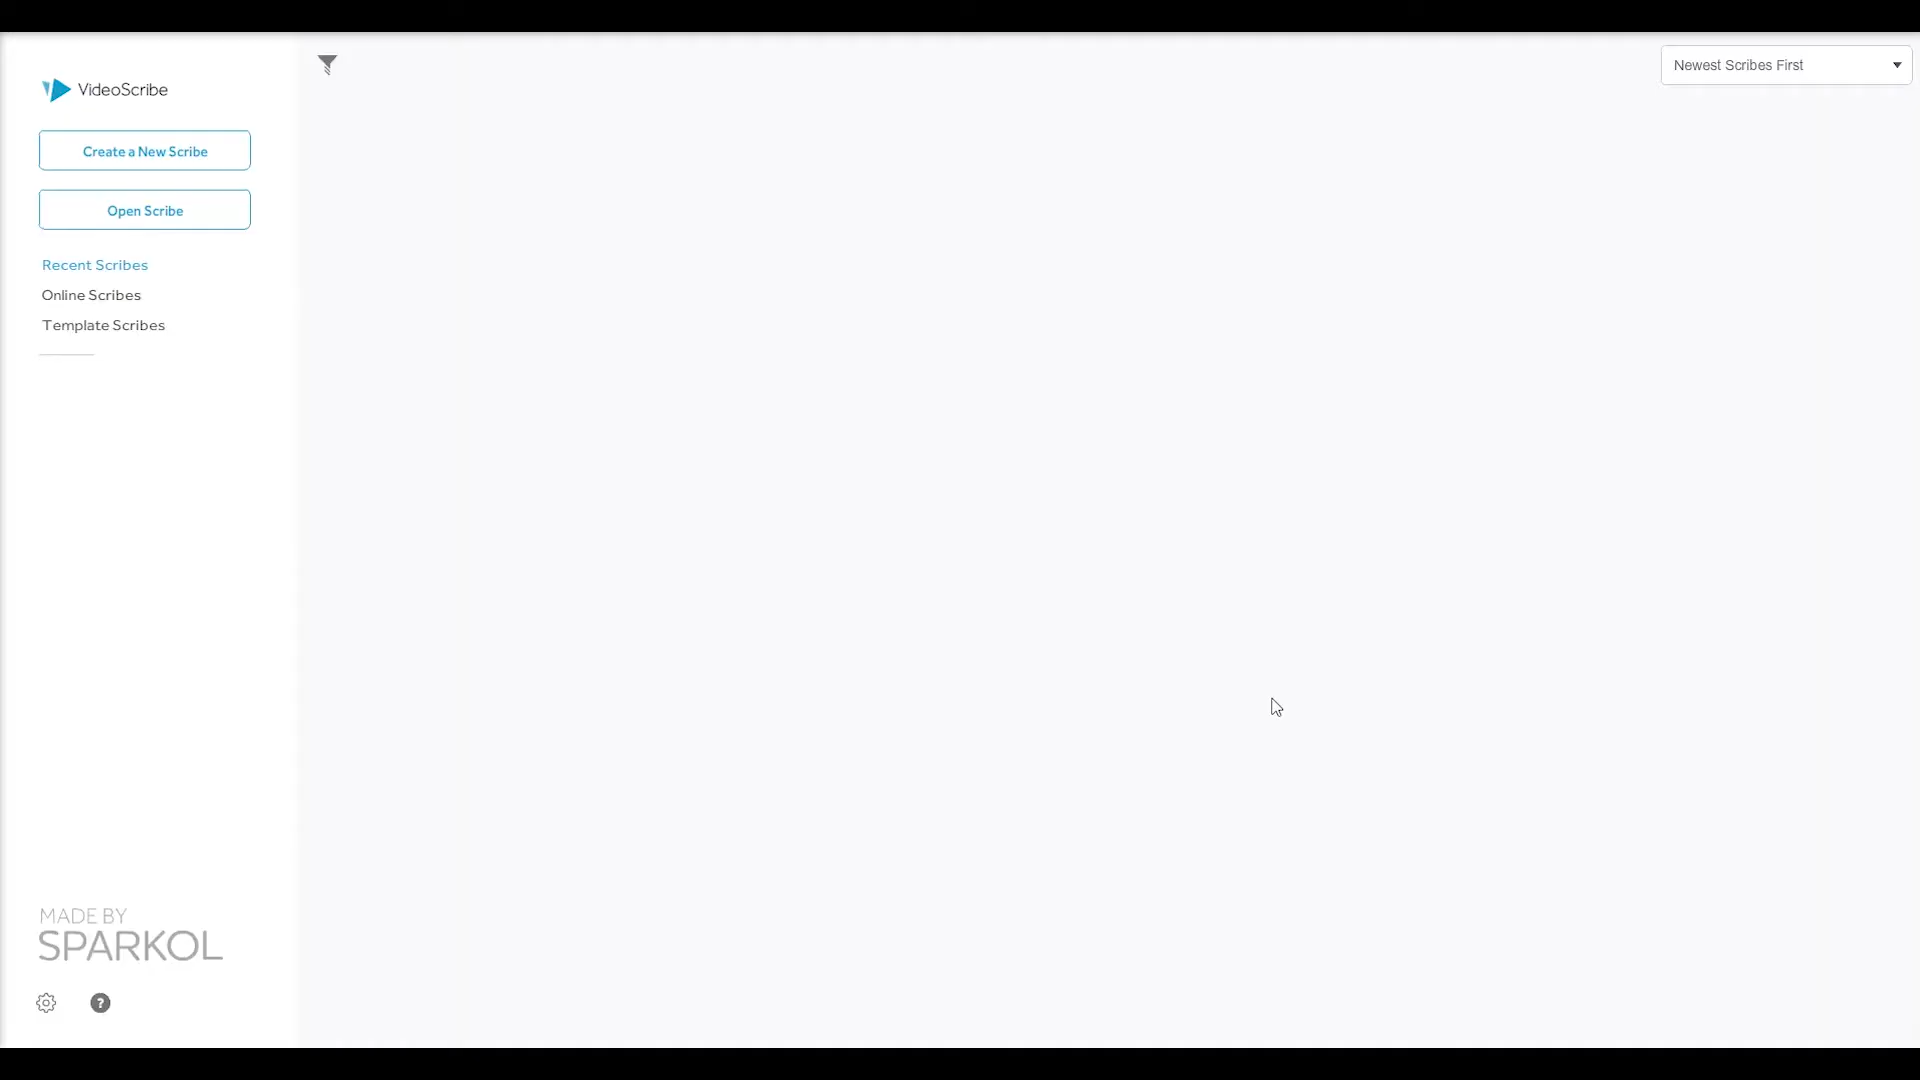 VideoScribe
Newest Scribes First
Create a New Scribe
Open Scribe
Recent Scribes
Online Scribes
Template Scribes
MADE BY
SPARKOL
?